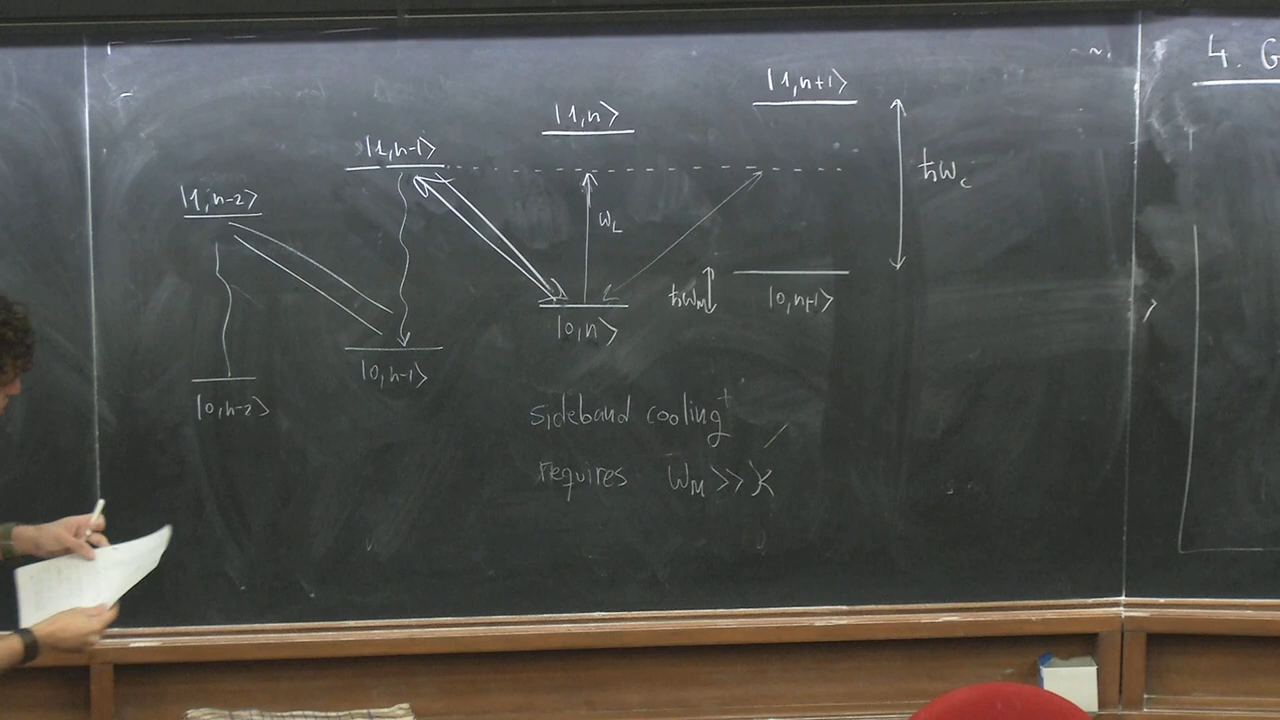 4. G
|1,n+1⟩
|1,n⟩
|1,n-1⟩
ħω_c
|1,n-2⟩
ω_L
ħω_M
|0,n+1⟩
|0,n⟩
|0,n-1⟩
|0,n-2⟩
sideband cooling
requires ω_M >> κ